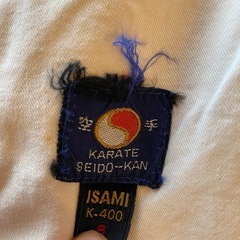 空 手
KARATE
SEIDO-KAN
ISAMI
K-400